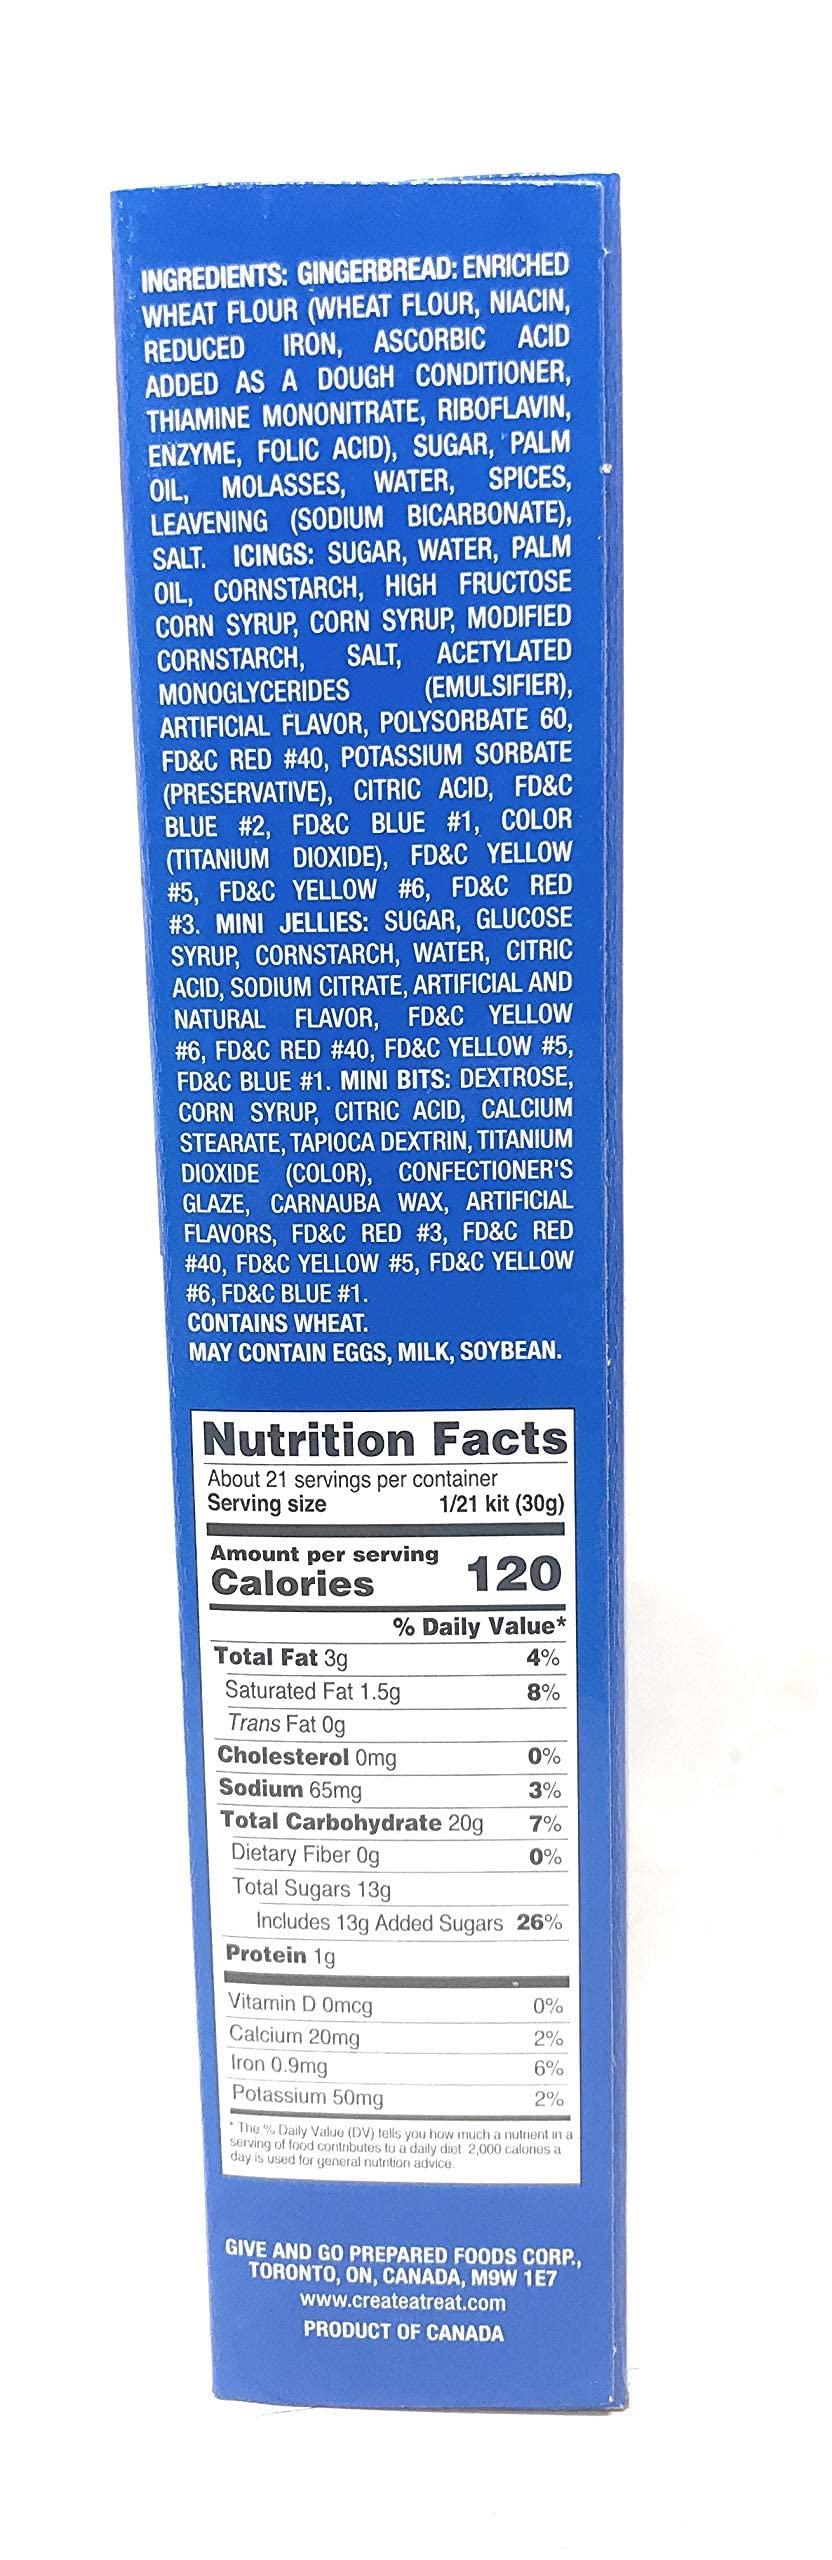 INGREDIENTS: GINGERBREAD: ENRICHED
WHEAT FLOUR (WHEAT FLOUR, NIACIN,
REDUCED IRON, ASCORBIC ACID
ADDED AS A DOUGH CONDITIONER,
THIAMINE MONONITRATE, RIBOFLAVIN,
ENZYME, FOLIC ACID), SUGAR, PALM
OIL, MOLASSES, WATER, SPICES,
LEAVENING (SODIUM BICARBONATE),
SALT. ICINGS: SUGAR, WATER, PALM
OIL, CORNSTARCH, HIGH FRUCTOSE
CORN SYRUP, CORN SYRUP, MODIFIED
CORNSTARCH, SALT, ACETYLATED
MONOGLYCERIDES (EMULSIFIER),
ARTIFICIAL FLAVOR, POLYSORBATE 60,
FD&C RED #40, POTASSIUM SORBATE
(PRESERVATIVE), CITRIC ACID, FD&C
BLUE #2, FD&C BLUE #1, COLOR
(TITANIUM DIOXIDE), FD&C YELLOW
#5, FD&C YELLOW #6, FD&C RED
#3. MINI JELLIES: SUGAR, GLUCOSE
SYRUP, CORNSTARCH, WATER, CITRIC
ACID, SODIUM CITRATE, ARTIFICIAL AND
NATURAL FLAVOR, FD&C YELLOW
#6, FD&C RED #40, FD&C YELLOW #5,
FD&C BLUE #1. MINI BITS: DEXTROSE,
CORN SYRUP, CITRIC ACID, CALCIUM
STEARATE, TAPIOCA DEXTRIN, TITANIUM
DIOXIDE (COLOR), CONFECTIONER'S
GLAZE, CARNAUBA WAX, ARTIFICIAL
FLAVORS, FD&C RED #3, FD&C RED
#40, FD&C YELLOW #5, FD&C YELLOW
#6, FD&C BLUE #1.
CONTAINS WHEAT.
MAY CONTAIN EGGS, MILK, SOYBEAN.
Nutrition Facts
About 21 servings per container
Serving size 1/21 kit (30g)
Amount per serving
Calories 120
% Daily Value*
Total Fat 3g 4%
Saturated Fat 1.5g 8%
Trans Fat 0g
Cholesterol 0mg 0%
Sodium 65mg 3%
Total Carbohydrate 20g 7%
Dietary Fiber 0g 0%
Total Sugars 13g
Includes 13g Added Sugars 26%
Protein 1g
Vitamin D 0mcg 0%
Calcium 20mg 2%
Iron 0.9mg 6%
Potassium 50mg 2%
* The % Daily Value (DV) tells you how much a nutrient in a
serving of food contributes to a daily diet 2,000 calories a
day is used for general nutrition advice.
GIVE AND GO PREPARED FOODS CORP.,
TORONTO, ON, CANADA, M9W 1E7
www.createatreat.com
PRODUCT OF CANADA